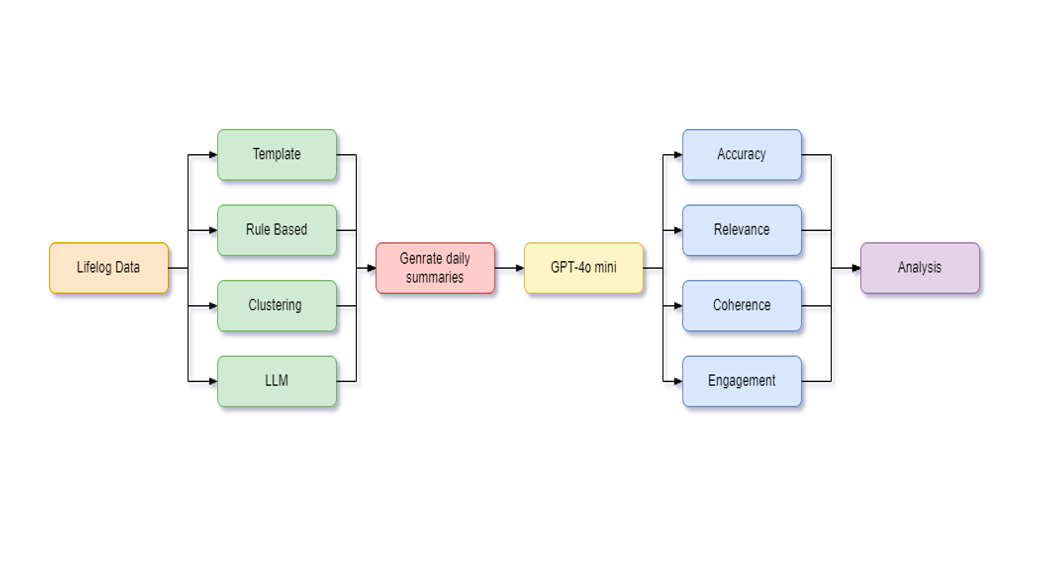 Lifelog Data
Template
Rule Based
Clustering
LLM
Genrate daily
summaries
GPT-4o mini
Accuracy
Relevance
Coherence
Engagement
Analysis